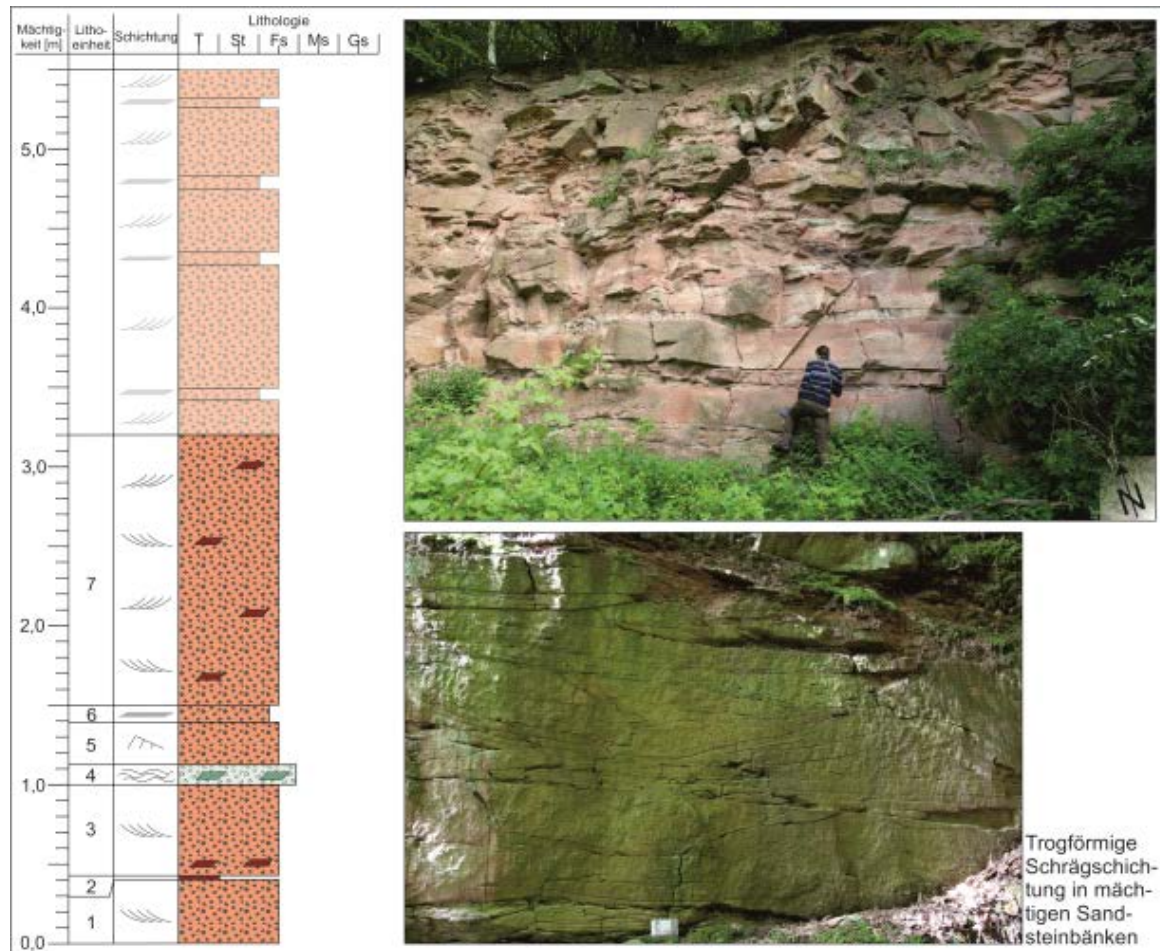 Mächtig-
keit [m]
Litho-
einheit
Schichtung
Lithologie
T St Fs Ms Gs
5,0
4,0
3,0
7
2,0
6
5
4
1,0
3
2
1
0,0
N
Trogförmige
Schrägschich-
tung in mäch-
tigen Sand-
steinbänken